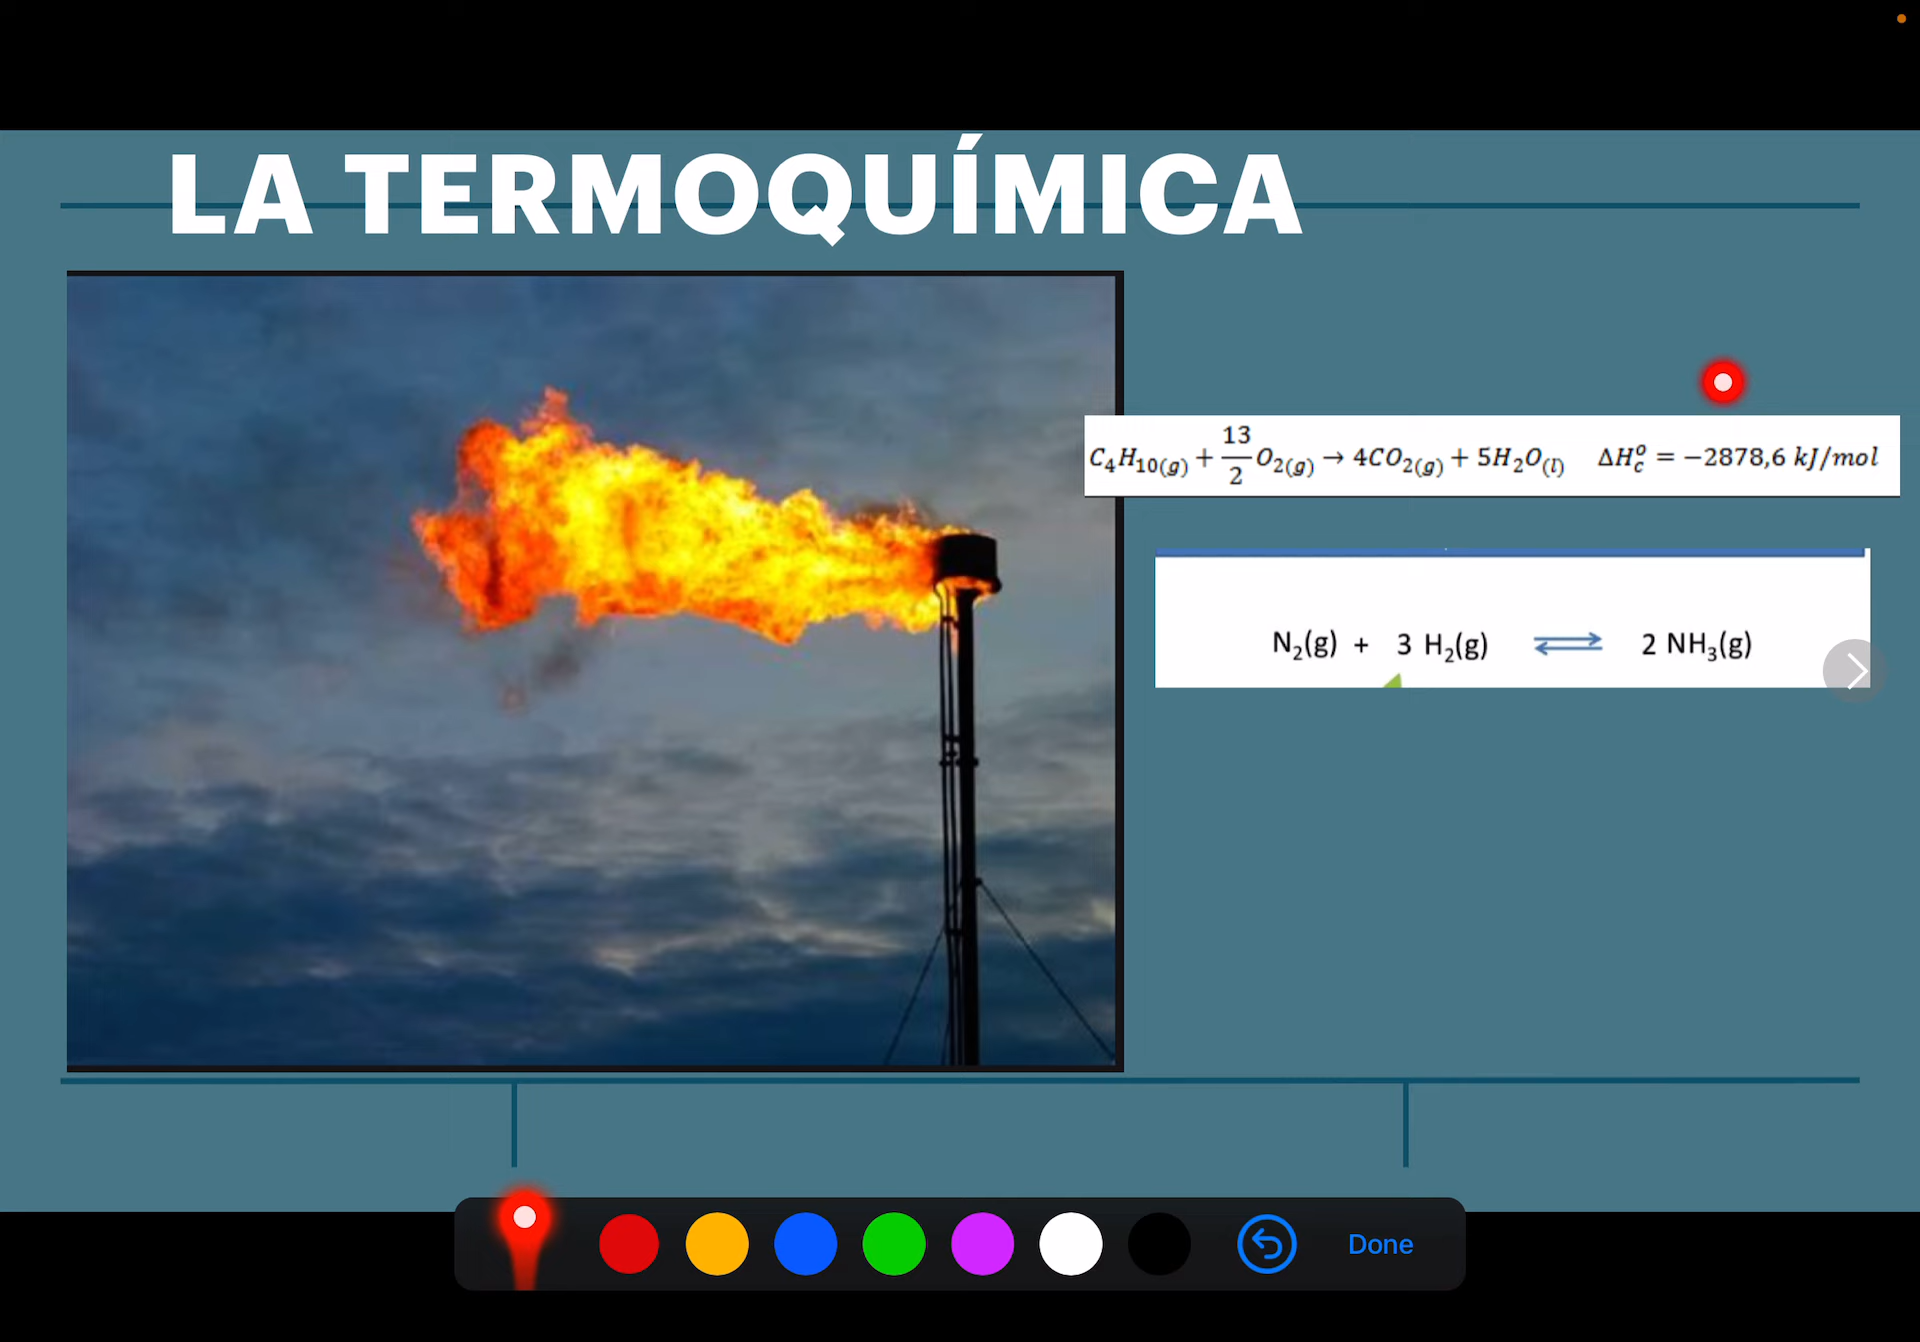 LA TERMOQUÍMICA
C₄H₁₀(g) + 13/2 O₂(g) → 4CO₂(g) + 5H₂O(l) ΔH°c = −2878,6 kJ/mol
N₂(g) + 3 H₂(g) ⇌ 2 NH₃(g)
Done